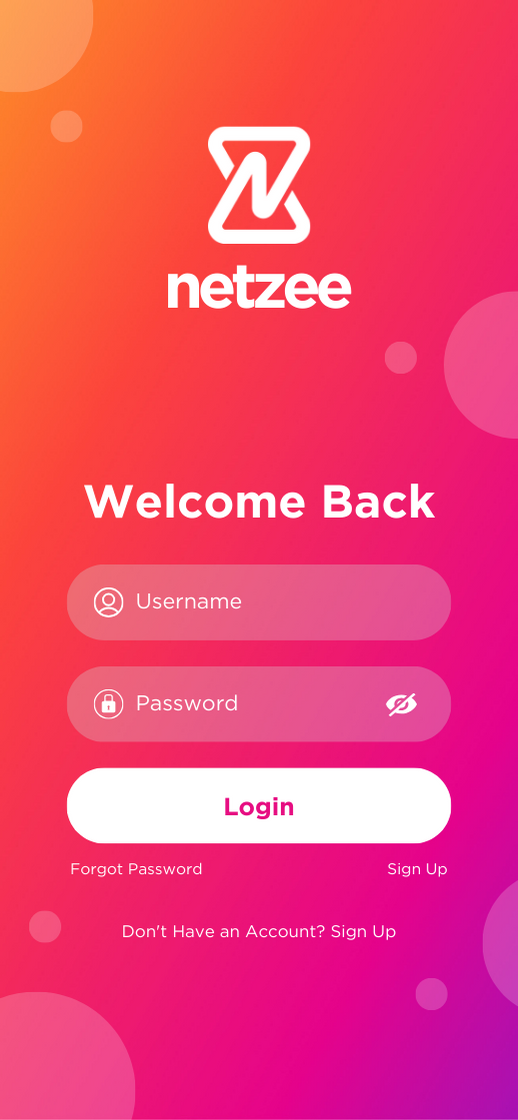 netzee
Welcome Back
Username
Password
Login
Forgot Password
Sign Up
Don't Have an Account? Sign Up